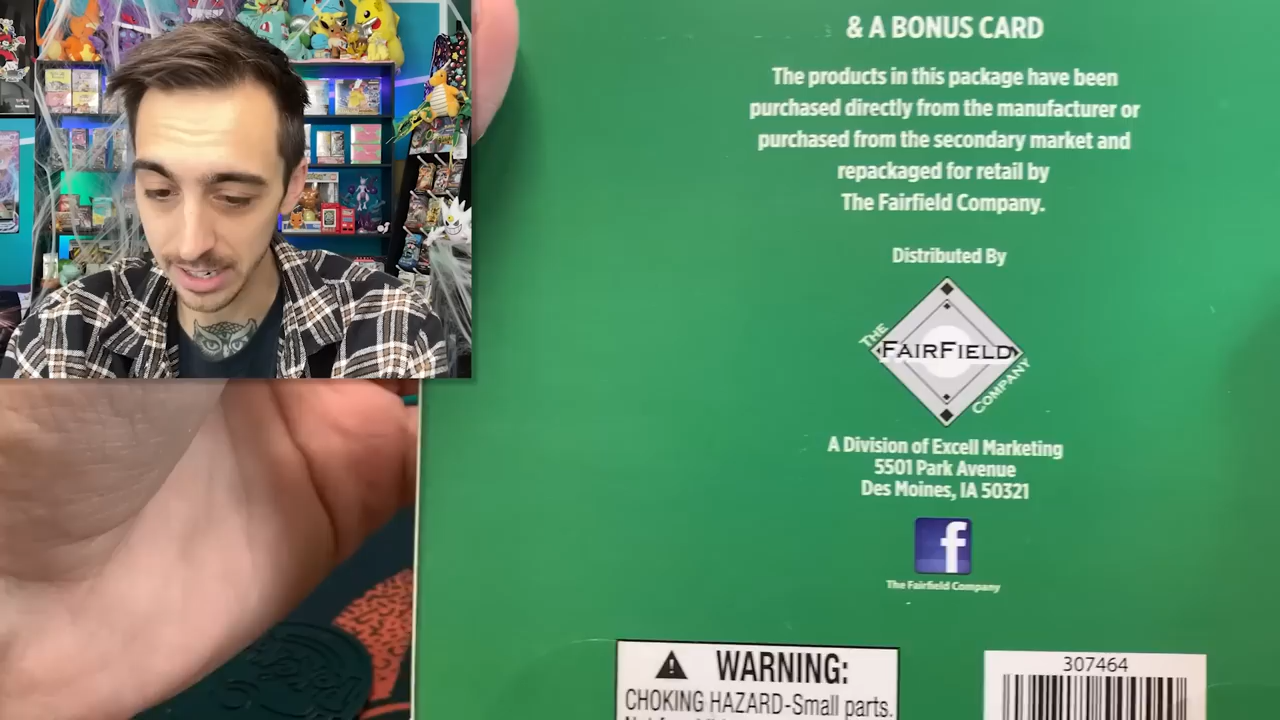 & A BONUS CARD
The products in this package have been
purchased directly from the manufacturer or
purchased from the secondary market and
repackaged for retail by
The Fairfield Company.
Distributed By
THE
FAIRFIELD
COMPANY
A Division of Excell Marketing
5501 Park Avenue
Des Moines, IA 50321
f
The Fairfield Company
WARNING:
CHOKING HAZARD-Small parts.
307464